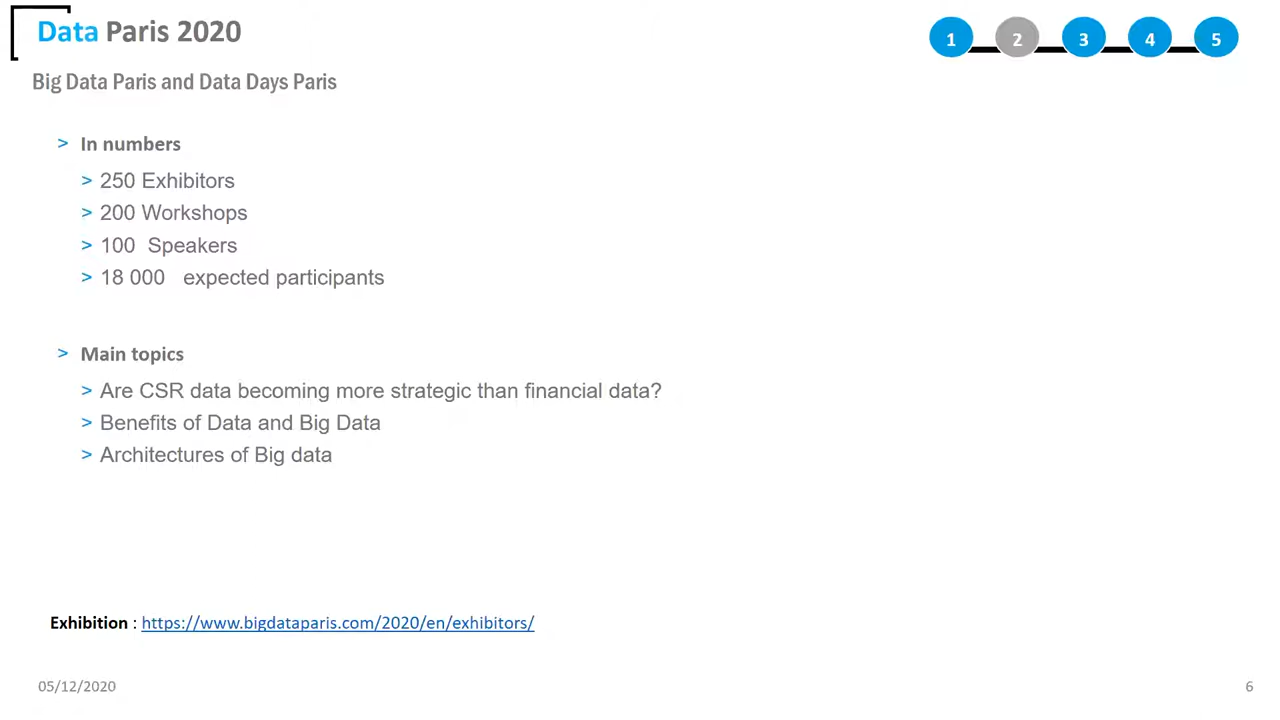 Data Paris 2020
1 2 3 4 5
Big Data Paris and Data Days Paris
> In numbers
> 250 Exhibitors
> 200 Workshops
> 100 Speakers
> 18 000 expected participants
> Main topics
> Are CSR data becoming more strategic than financial data?
> Benefits of Data and Big Data
> Architectures of Big data
Exhibition : https://www.bigdataparis.com/2020/en/exhibitors/
05/12/2020
6